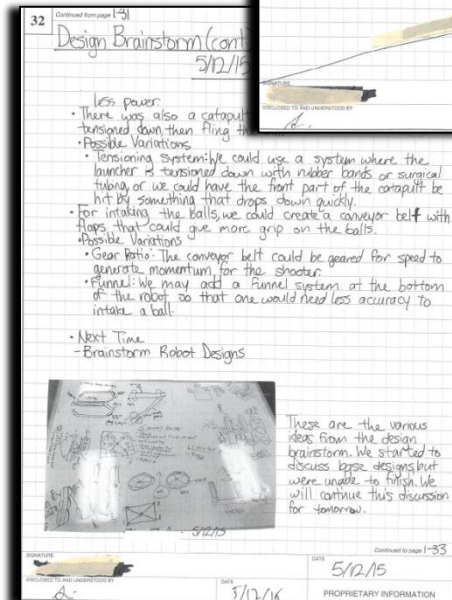 32
Continued from page 1-31
Design Brainstorm (cont
5/12/15
less power.
• There was also a catapult
tensioned down, then fling th
• Possible Variations
• Tensioning system: We could use a system where the
launcher is tensioned down with rubber bands or surgical
tubing, or we could have the front part of the catapult be
hit by something that drops down quickly.
• For intaking the balls, we could create a conveyor belt with
flaps that could give more grip on the balls.
• Possible Variations
• Gear Ratio: The conveyor belt could be geared for speed to
generate momentum for the shooter.
• Funnel: We may add a funnel system at the bottom
of the robot so that one would need less accuracy to
intake a ball.
• Next Time
- Brainstorm Robot Designs
These are the various
ideas from the design
brainstorm. We started to
discuss base designs but
were unable to finish. We
will continue this discussion
for tomorrow.
5/12/15
Continued to page 1-33
SIGNATURE
DATE
5/12/15
DISCLOSED TO AND UNDERSTOOD BY
DATE
PROPRIETARY INFORMATION
SIGNATURE
DISCLOSED TO AND UNDERSTOOD BY